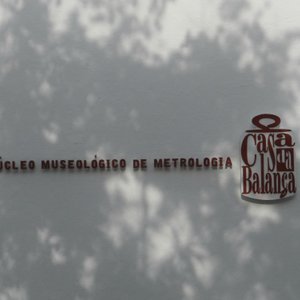 ÚCLEO MUSEOLÓGICO DE METROLOGIA
Casa
da
Balança